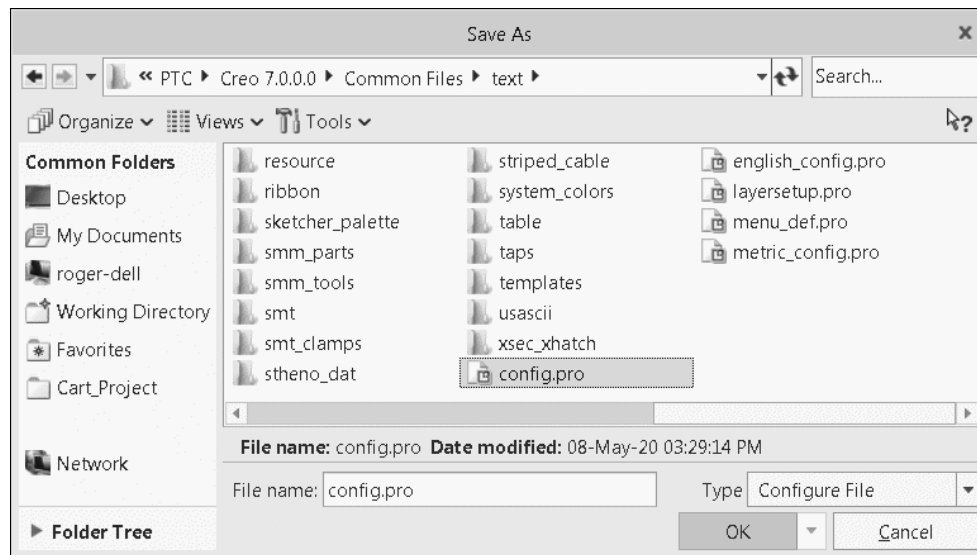 Save As
« PTC Creo 7.0.0.0 Common Files text Search...
Organize Views Tools
Common Folders
Desktop
My Documents
roger-dell
Working Directory
Favorites
Cart_Project
Network
Folder Tree
resource
ribbon
sketcher_palette
smm_parts
smm_tools
smt
smt_clamps
stheno_dat
striped_cable
system_colors
table
taps
templates
usascii
xsec_xhatch
config.pro
english_config.pro
layersetup.pro
menu_def.pro
metric_config.pro
File name: config.pro Date modified: 08-May-20 03:29:14 PM
File name: config.pro Type Configure File
OK Cancel